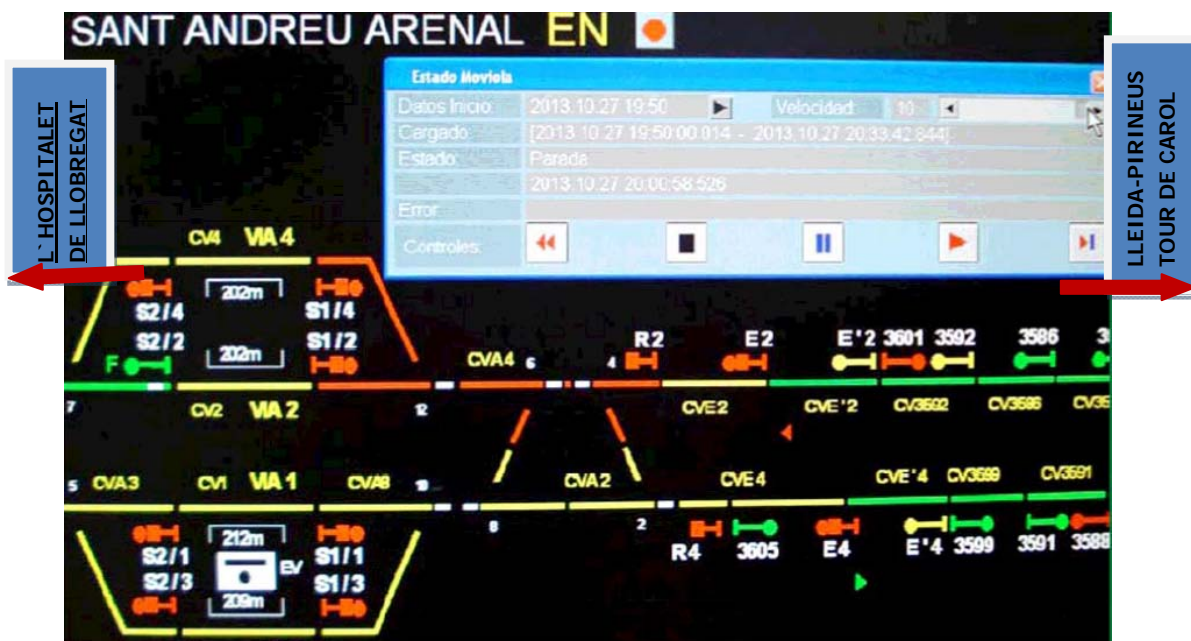 SANT ANDREU ARENAL EN
L`HOSPITALET
DE LLOBREGAT
LLEIDA-PIRINEUS
TOUR DE CAROL
Estado Moviola
Datos Inicio: 2013.10.27 19:50 Velocidad: 10
Cargado: [2013.10.27 19:50:00.014 - 2013.10.27 20:33:42.844]
Estado: Parada
2013.10.27 20:00:58.526
Error:
Controles:
CV4 VIA 4
202m
S2/4 S1/4
S2/2 S1/2
202m
F
R2 E2 E'2 3601 3592 3586
CVA4 6 4
7 CV2 VIA 2 12 CVE2 CVE'2 CV3592 CV3586
5 CVA3 CV1 VIA 1 CVA8 10 CVA2 CVE4 CVE'4 CV3599 CV3591
8 2
212m
S2/1 EV S1/1
S2/3 S1/3
209m
R4 3605 E4 E'4 3599 3591 3588